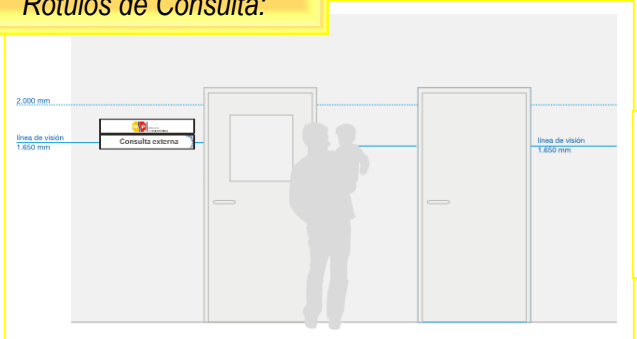 Rótulos de Consulta:
2.000 mm
línea de visión
1.650 mm
Consulta externa
línea de visión
1.650 mm